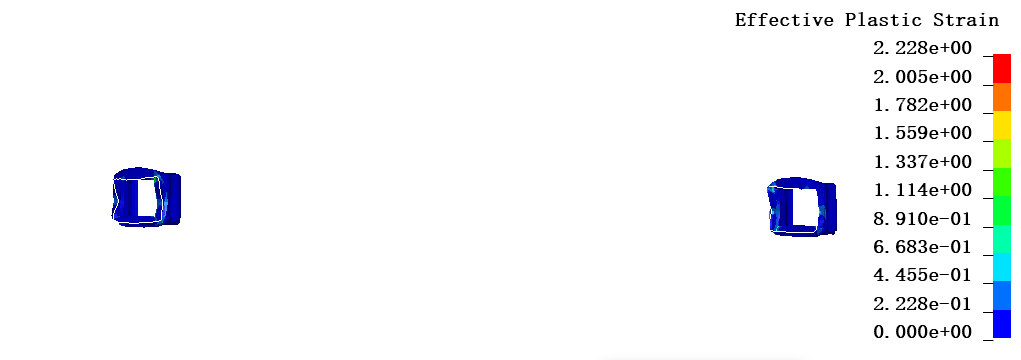 Effective Plastic Strain
2.228e+00
2.005e+00
1.782e+00
1.559e+00
1.337e+00
1.114e+00
8.910e-01
6.683e-01
4.455e-01
2.228e-01
0.000e+00